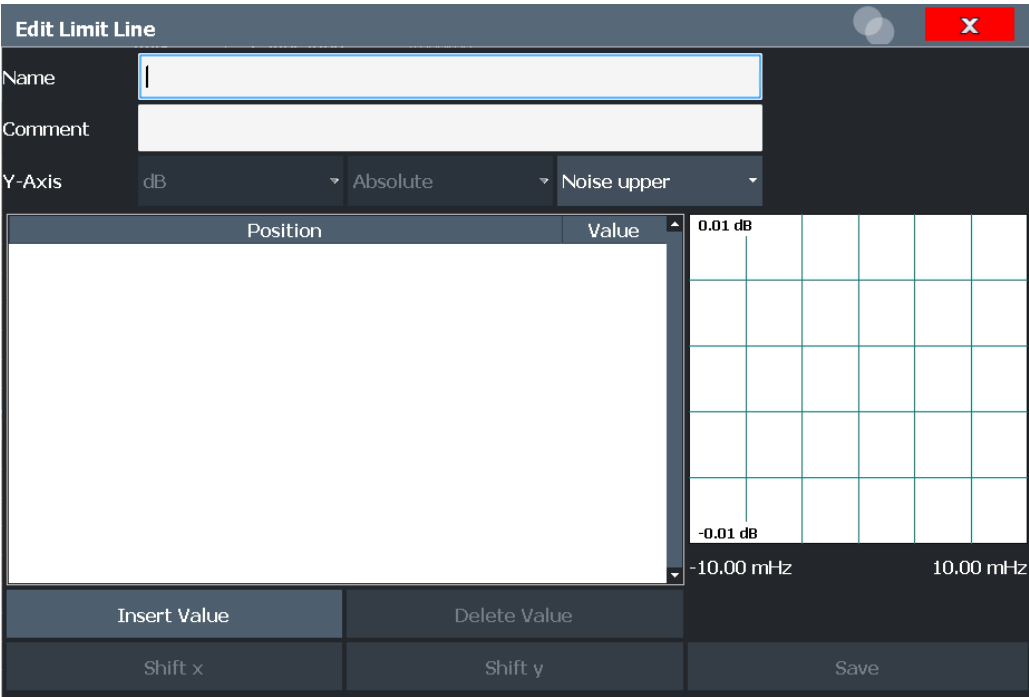 Edit Limit Line
X
Name
Comment
Y-Axis
dB
Absolute
Noise upper
Position
Value
0.01 dB
-0.01 dB
-10.00 mHz
10.00 mHz
Insert Value
Delete Value
Shift x
Shift y
Save